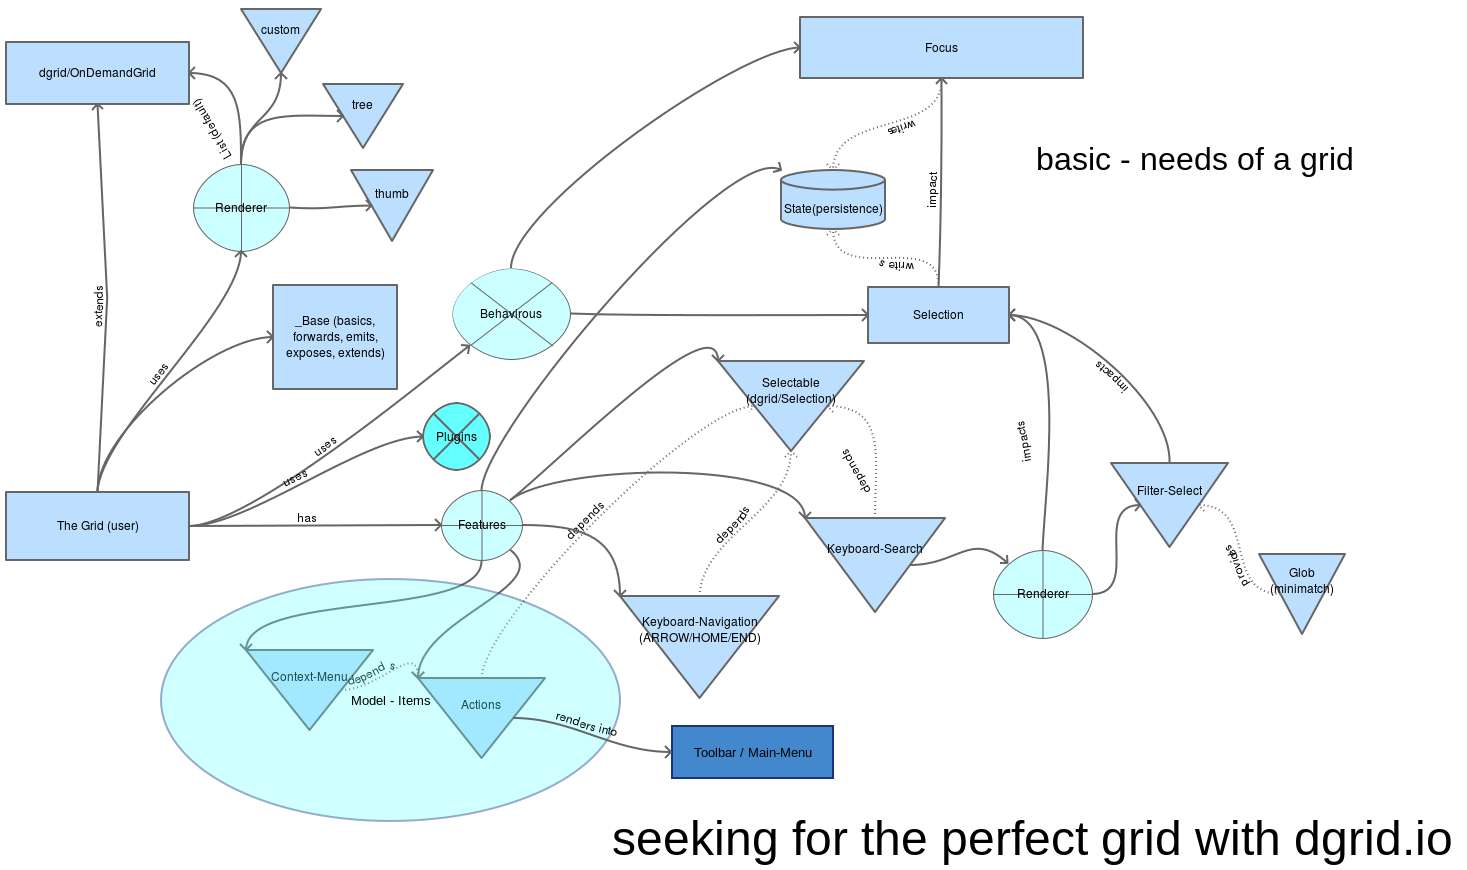 custom
dgrid/OnDemandGrid
Focus
tree
List(default)
writes
basic - needs of a grid
thumb
impact
Renderer
State(persistence)
write s
extends
_Base (basics,
forwards, emits,
exposes, extends)
Behavirous
Selection
uses
Selectable
(dgrid/Selection)
impacts
uses
Plugins
impacts
depends
uses
Filter-Select
has
The Grid (user)
Features
depends
depends
Keyboard-Search
provides
Glob
(minimatch)
Renderer
Keyboard-Navigation
(ARROW/HOME/END)
Context-Menu
depend s
Model - Items
Actions
renders into
Toolbar / Main-Menu
seeking for the perfect grid with dgrid.io